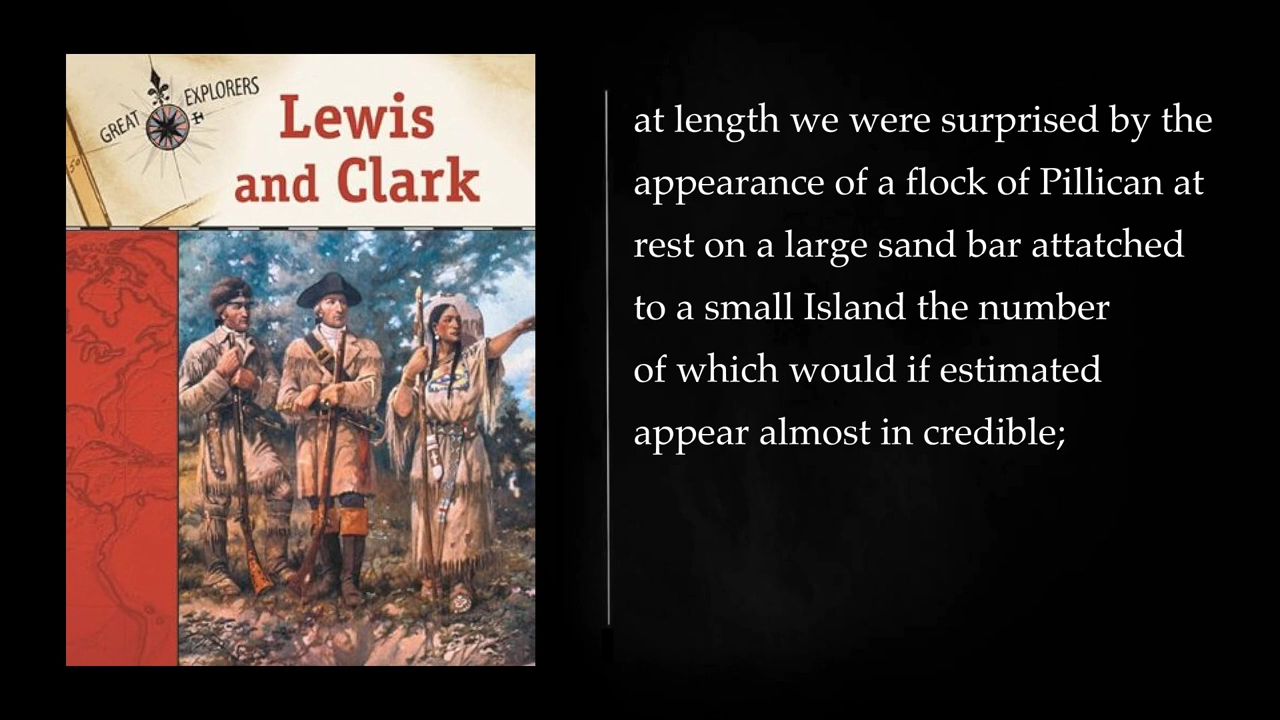 GREAT EXPLORERS
Lewis
and Clark
50
at length we were surprised by the
appearance of a flock of Pillican at
rest on a large sand bar attatched
to a small Island the number
of which would if estimated
appear almost in credible;